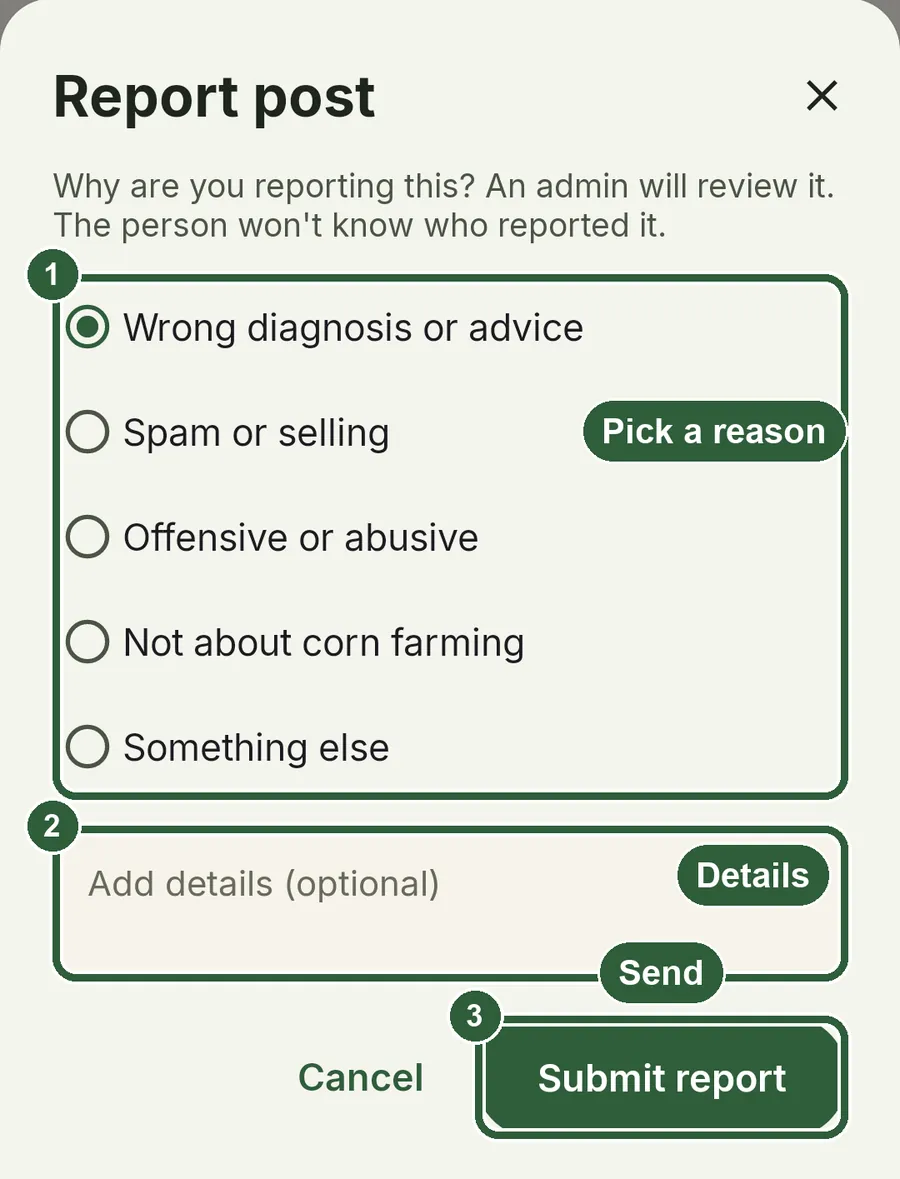 Report post
Why are you reporting this? An admin will review it.
The person won't know who reported it.
1
Wrong diagnosis or advice
Spam or selling
Pick a reason
Offensive or abusive
Not about corn farming
Something else
2
Add details (optional)
Details
Send
3
Cancel
Submit report